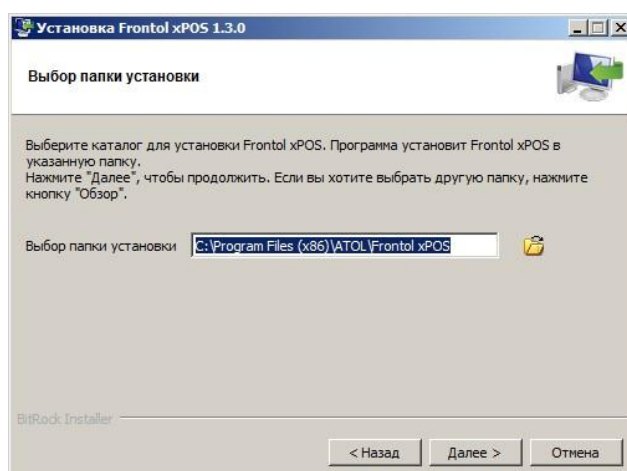 Установка Frontol xPOS 1.3.0
Выбор папки установки
Выберите каталог для установки Frontol xPOS. Программа установит Frontol xPOS в
указанную папку.
Нажмите "Далее", чтобы продолжить. Если вы хотите выбрать другую папку, нажмите
кнопку "Обзор".
Выбор папки установки C:\Program Files (x86)\ATOL\Frontol xPOS
BitRock Installer
< Назад Далее > Отмена